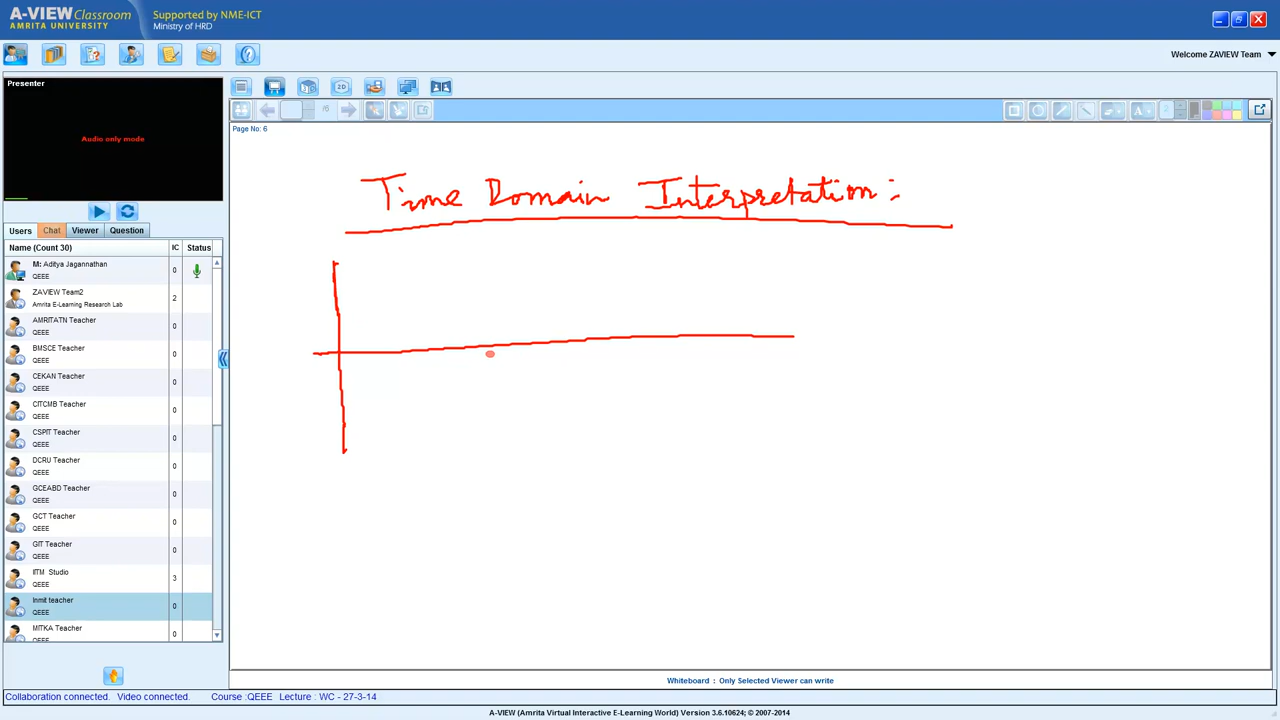 A-VIEW Classroom
AMRITA UNIVERSITY
Supported by NME-ICT
Ministry of HRD
Welcome ZAVIEW Team
Presenter
Audio only mode
2D
/6
A
2
Page No: 6
Time Domain Interpretation :
Users Chat Viewer Question
Name (Count 30) IC Status
M: Aditya Jagannathan 0
QEEE
ZAVIEW Team2 2
Amrita E-Learning Research Lab
AMRITATN Teacher 0
QEEE
BMSCE Teacher 0
QEEE
CEKAN Teacher 0
QEEE
CITCMB Teacher 0
QEEE
CSPIT Teacher 0
QEEE
DCRU Teacher 0
QEEE
GCEABD Teacher 0
QEEE
GCT Teacher 0
QEEE
GIT Teacher 0
QEEE
IITM Studio 3
QEEE
Inmit teacher 0
QEEE
MITKA Teacher 0
QEEE
Whiteboard : Only Selected Viewer can write
Collaboration connected. Video connected. Course :QEEE Lecture : WC - 27-3-14
A-VIEW (Amrita Virtual Interactive E-Learning World) Version 3.6.10624; © 2007-2014